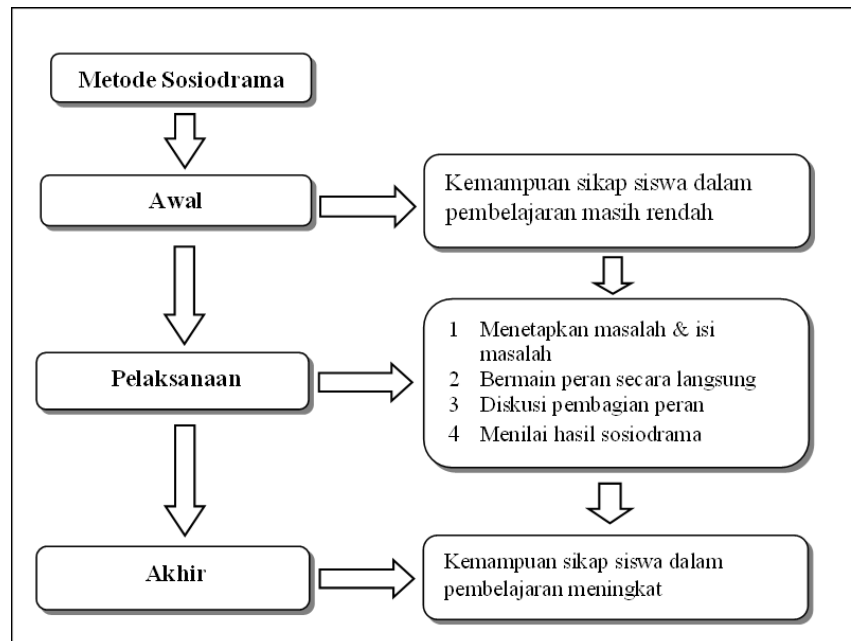 Metode Sosiodrama
Awal
Kemampuan sikap siswa dalam
pembelajaran masih rendah
Pelaksanaan
1 Menetapkan masalah & isi
masalah
2 Bermain peran secara langsung
3 Diskusi pembagian peran
4 Menilai hasil sosiodrama
Akhir
Kemampuan sikap siswa dalam
pembelajaran meningkat